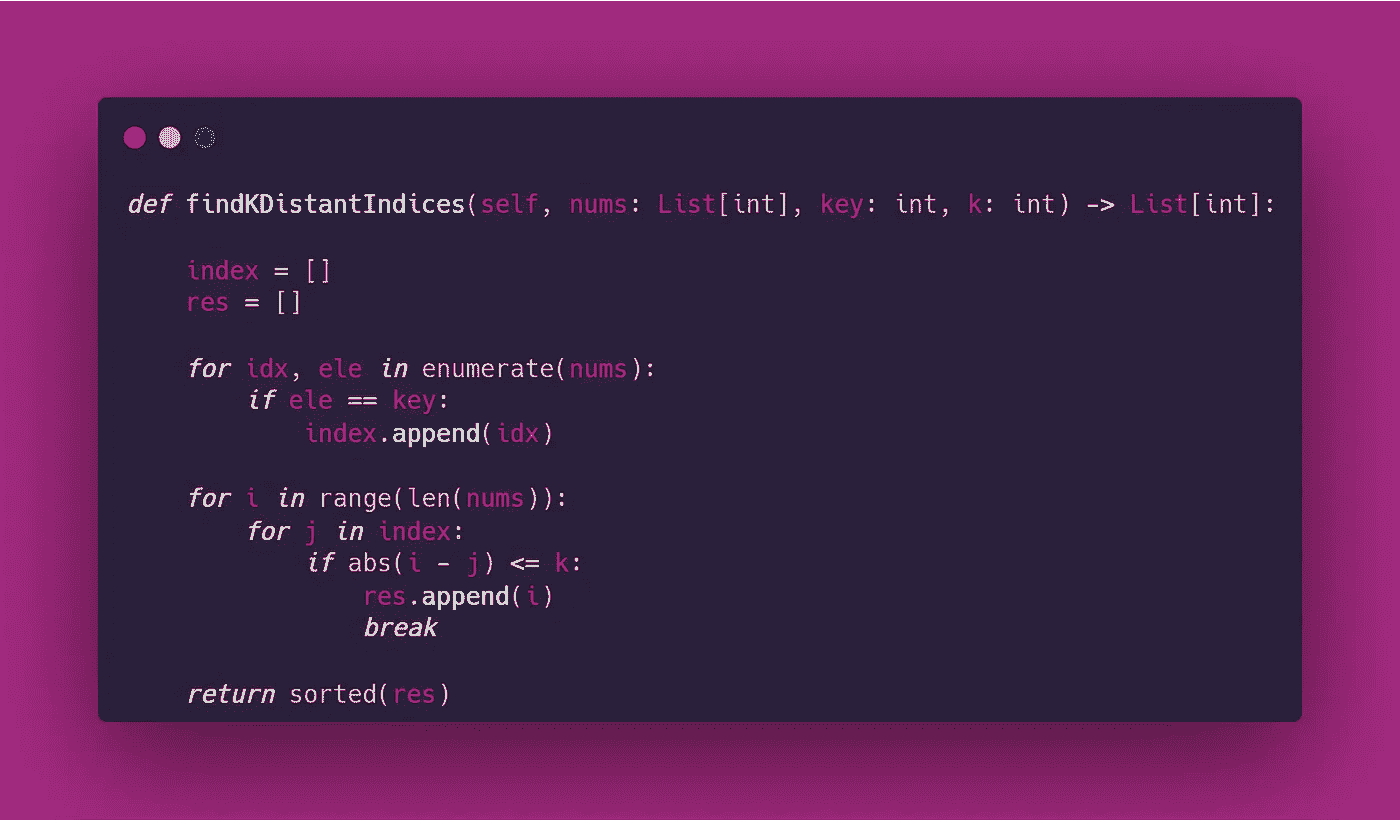 def findKDistantIndices(self, nums: List[int], key: int, k: int) -> List[int]:
    index = []
    res = []
    for idx, ele in enumerate(nums):
        if ele == key:
            index.append(idx)
    for i in range(len(nums)):
        for j in index:
            if abs(i - j) <= k:
                res.append(i)
                break
    return sorted(res)